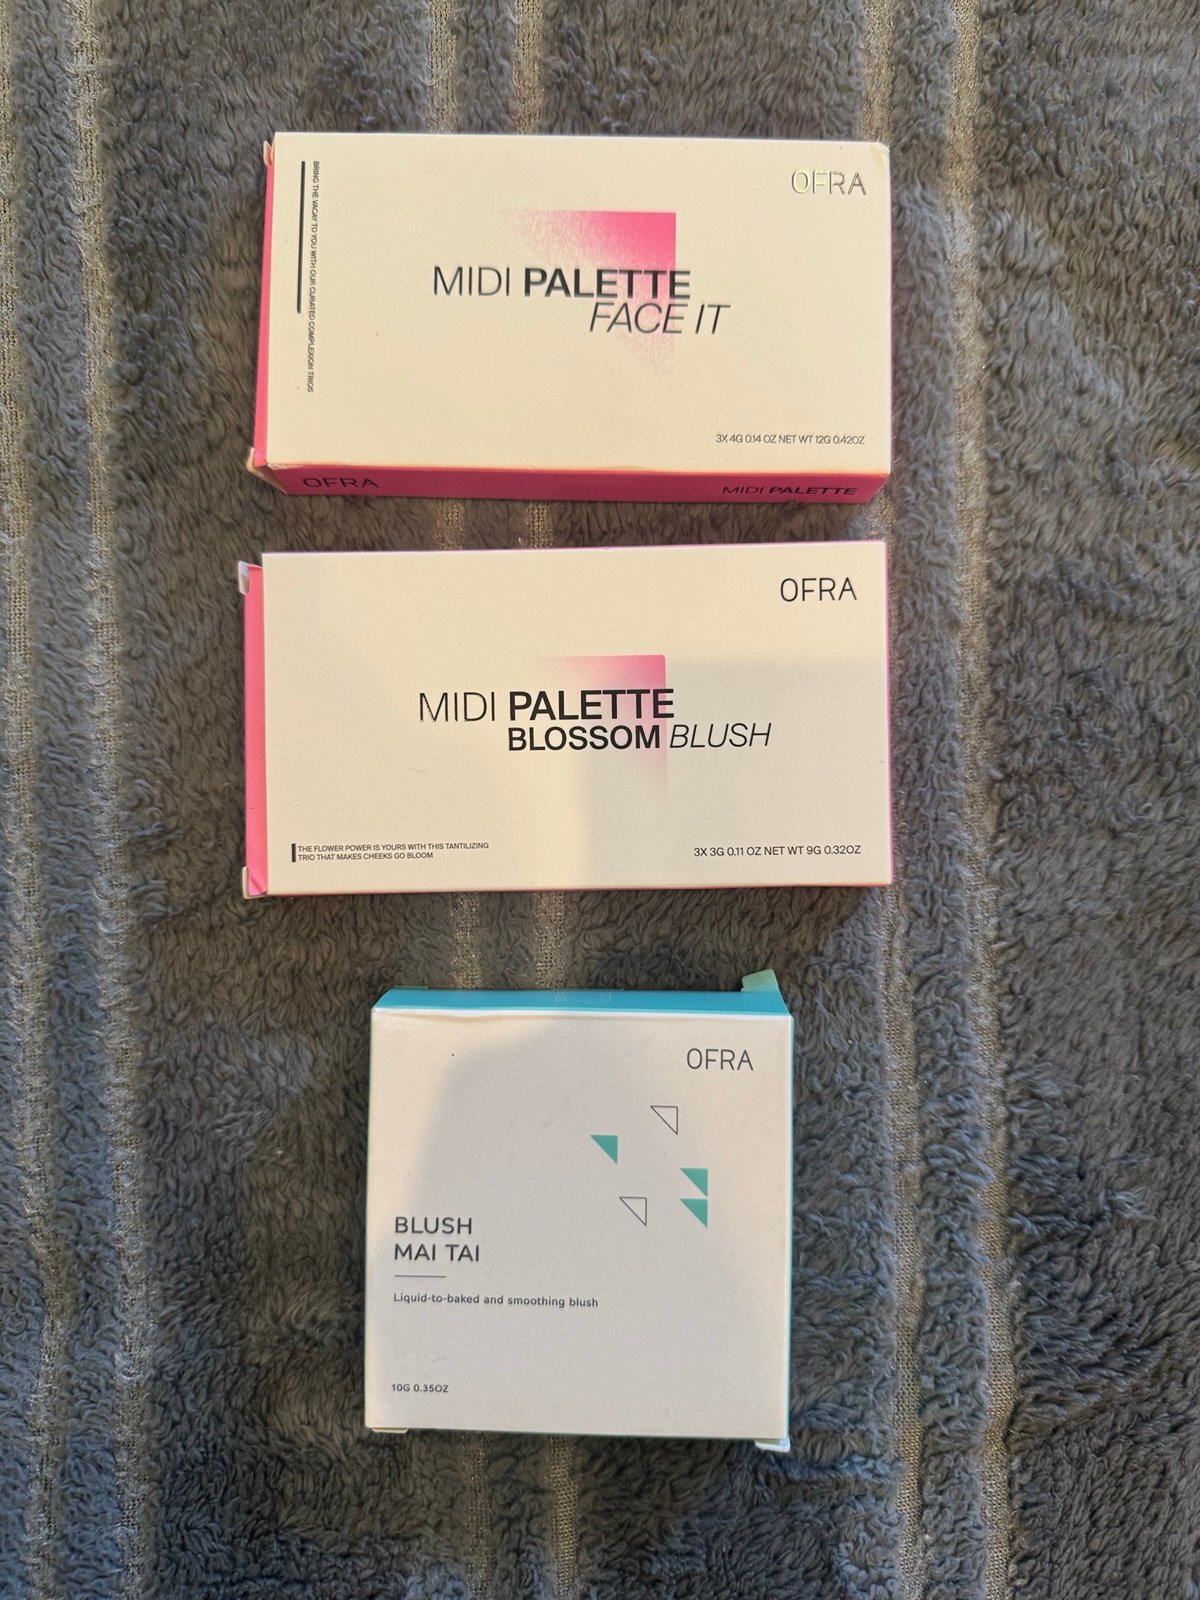 BRING THE VACAY TO YOU WITH OUR CURATED COMPLEXION TRIOS
OFRA
MIDI PALETTE
FACE IT
3X 4G 0.14 OZ NET WT 12G 0.42OZ
OFRA
MIDI PALETTE
OFRA
MIDI PALETTE
BLOSSOM BLUSH
THE FLOWER POWER IS YOURS WITH THIS TANTILIZING
TRIO THAT MAKES CHEEKS GO BLOOM
3X 3G 0.11 OZ NET WT 9G 0.32OZ
OFRA
BLUSH
MAI TAI
Liquid-to-baked and smoothing blush
10G 0.35OZ